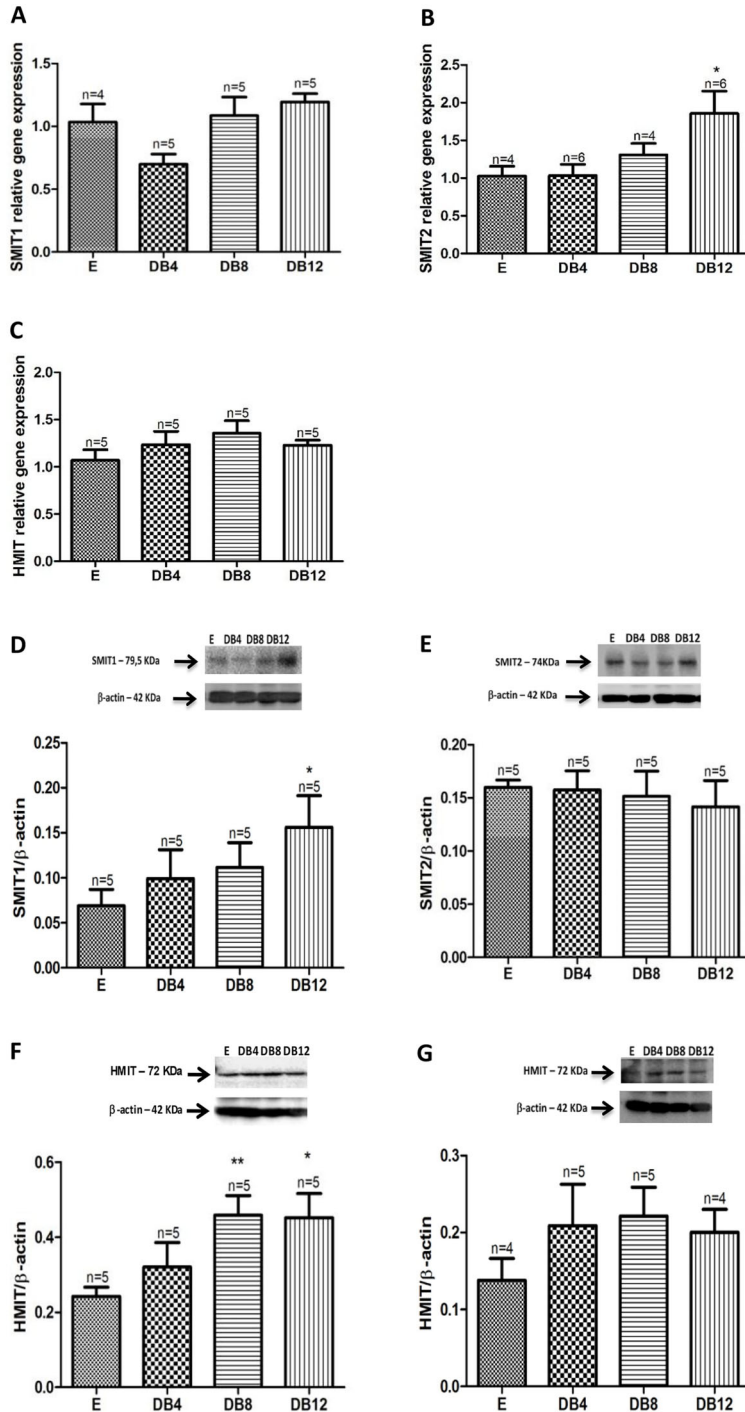 A
SMIT1 relative gene expression
1.5
1.0
0.5
0.0
n=4
n=5
n=5
n=5
E DB4 DB8 DB12
B
SMIT2 relative gene expression
2.5
2.0
1.5
1.0
0.5
0.0
n=4
n=6
n=4
*
n=6
E DB4 DB8 DB12
C
HMIT relative gene expression
2.0
1.5
1.0
0.5
0.0
n=5
n=5
n=5
n=5
E DB4 DB8 DB12
D
E DB4 DB8 DB12
SMIT1 – 79,5 KDa
β-actin – 42 KDa
SMIT1/β-actin
0.25
0.20
0.15
0.10
0.05
0.00
n=5
n=5
n=5
*
n=5
E DB4 DB8 DB12
E
E DB4 DB8 DB12
SMIT2 – 74KDa
β-actin – 42 KDa
SMIT2/β-actin
0.20
0.15
0.10
0.05
0.00
n=5
n=5
n=5
n=5
E DB4 DB8 DB12
F
E DB4 DB8 DB12
HMIT – 72 KDa
β-actin – 42 KDa
HMIT/β-actin
0.6
0.4
0.2
0.0
n=5
n=5
**
n=5
*
n=5
E DB4 DB8 DB12
G
E DB4 DB8 DB12
HMIT – 72 KDa
β-actin – 42 KDa
HMIT/β-actin
0.3
0.2
0.1
0.0
n=4
n=5
n=5
n=4
E DB4 DB8 DB12